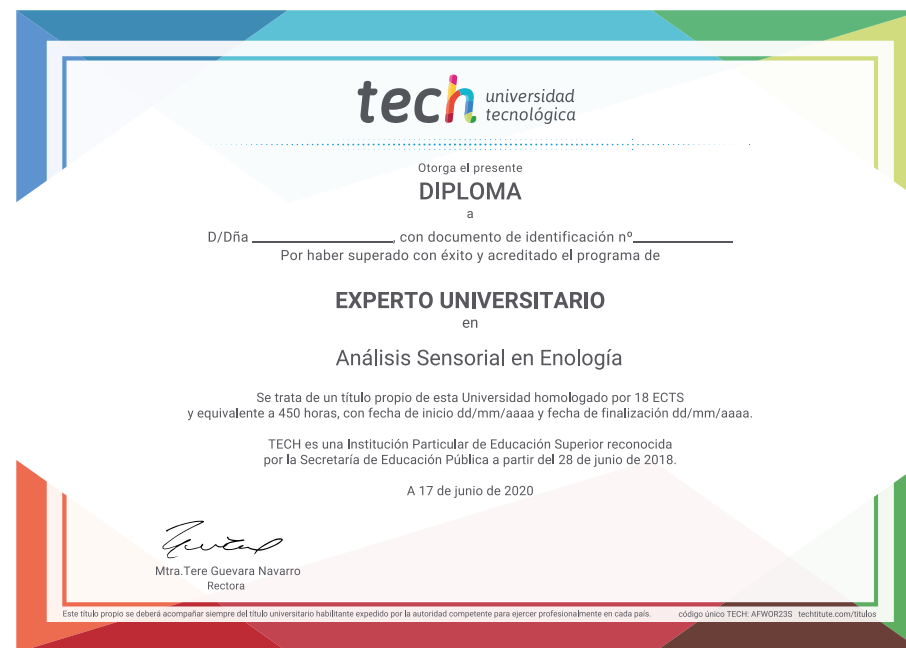 tech universidad
tecnológica
Otorga el presente
DIPLOMA
a
D/Dña ____________________, con documento de identificación nº______________
Por haber superado con éxito y acreditado el programa de
EXPERTO UNIVERSITARIO
en
Análisis Sensorial en Enología
Se trata de un título propio de esta Universidad homologado por 18 ECTS
y equivalente a 450 horas, con fecha de inicio dd/mm/aaaa y fecha de finalización dd/mm/aaaa.
TECH es una Institución Particular de Educación Superior reconocida
por la Secretaría de Educación Pública a partir del 28 de junio de 2018.
A 17 de junio de 2020
Mtra.Tere Guevara Navarro
Rectora
Este título propio se deberá acompañar siempre del título universitario habilitante expedido por la autoridad competente para ejercer profesionalmente en cada país. código único TECH: AFWOR23S techtitute.com/titulos